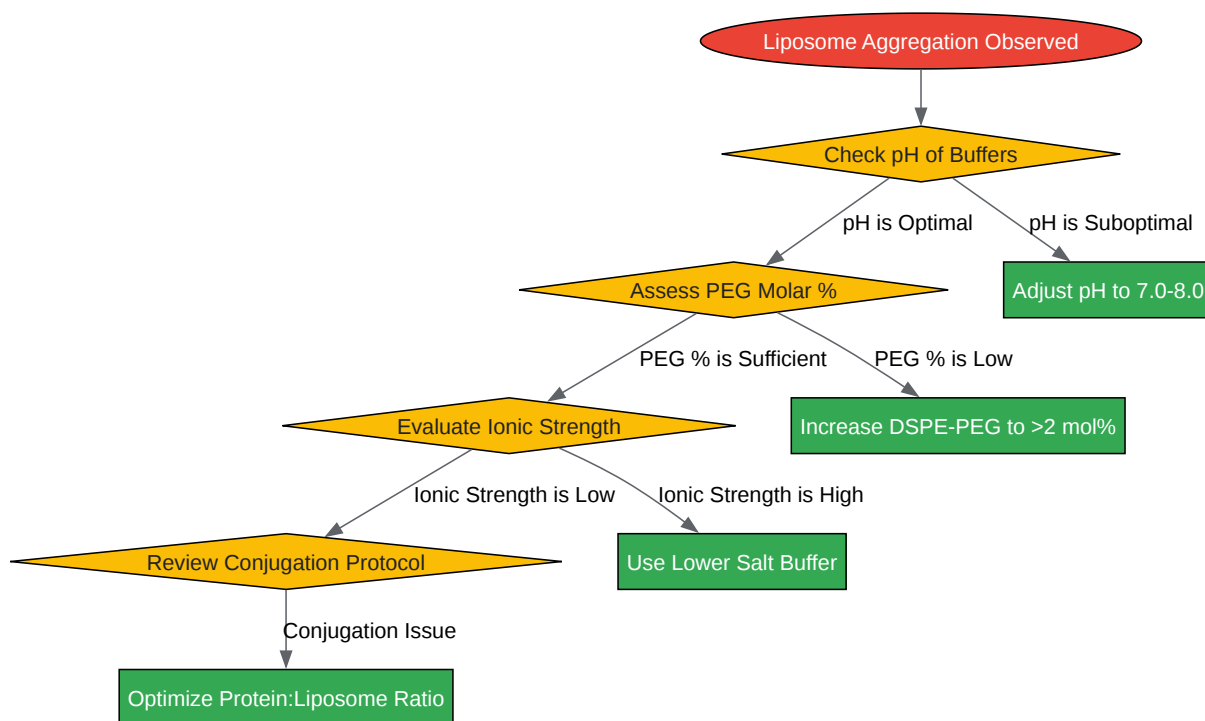 Liposome Aggregation Observed
Check pH of Buffers
pH is Optimal
pH is Suboptimal
Assess PEG Molar %
Adjust pH to 7.0-8.0
PEG % is Sufficient
PEG % is Low
Evaluate Ionic Strength
Increase DSPE-PEG to >2 mol%
Ionic Strength is Low
Ionic Strength is High
Review Conjugation Protocol
Use Lower Salt Buffer
Conjugation Issue
Optimize Protein:Liposome Ratio